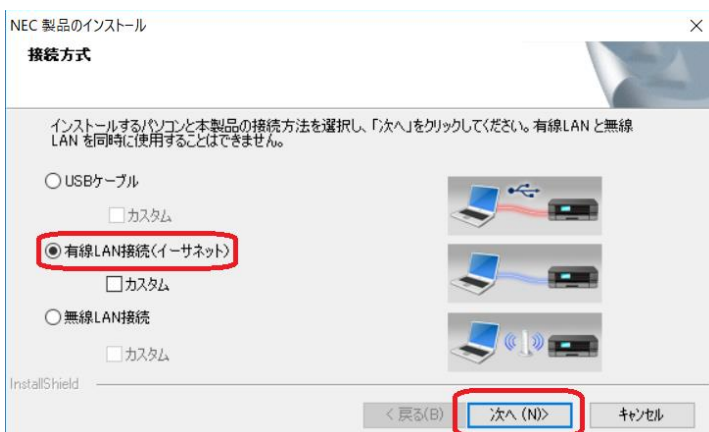 NEC 製品のインストール
接続方式
インストールするパソコンと本製品の接続方法を選択し、「次へ」をクリックしてください。有線LAN と無線
LAN を同時に使用することはできません。
USBケーブル
カスタム
有線LAN接続(イーサネット)
カスタム
無線LAN接続
カスタム
InstallShield
< 戻る(B)
次へ (N)>
キャンセル